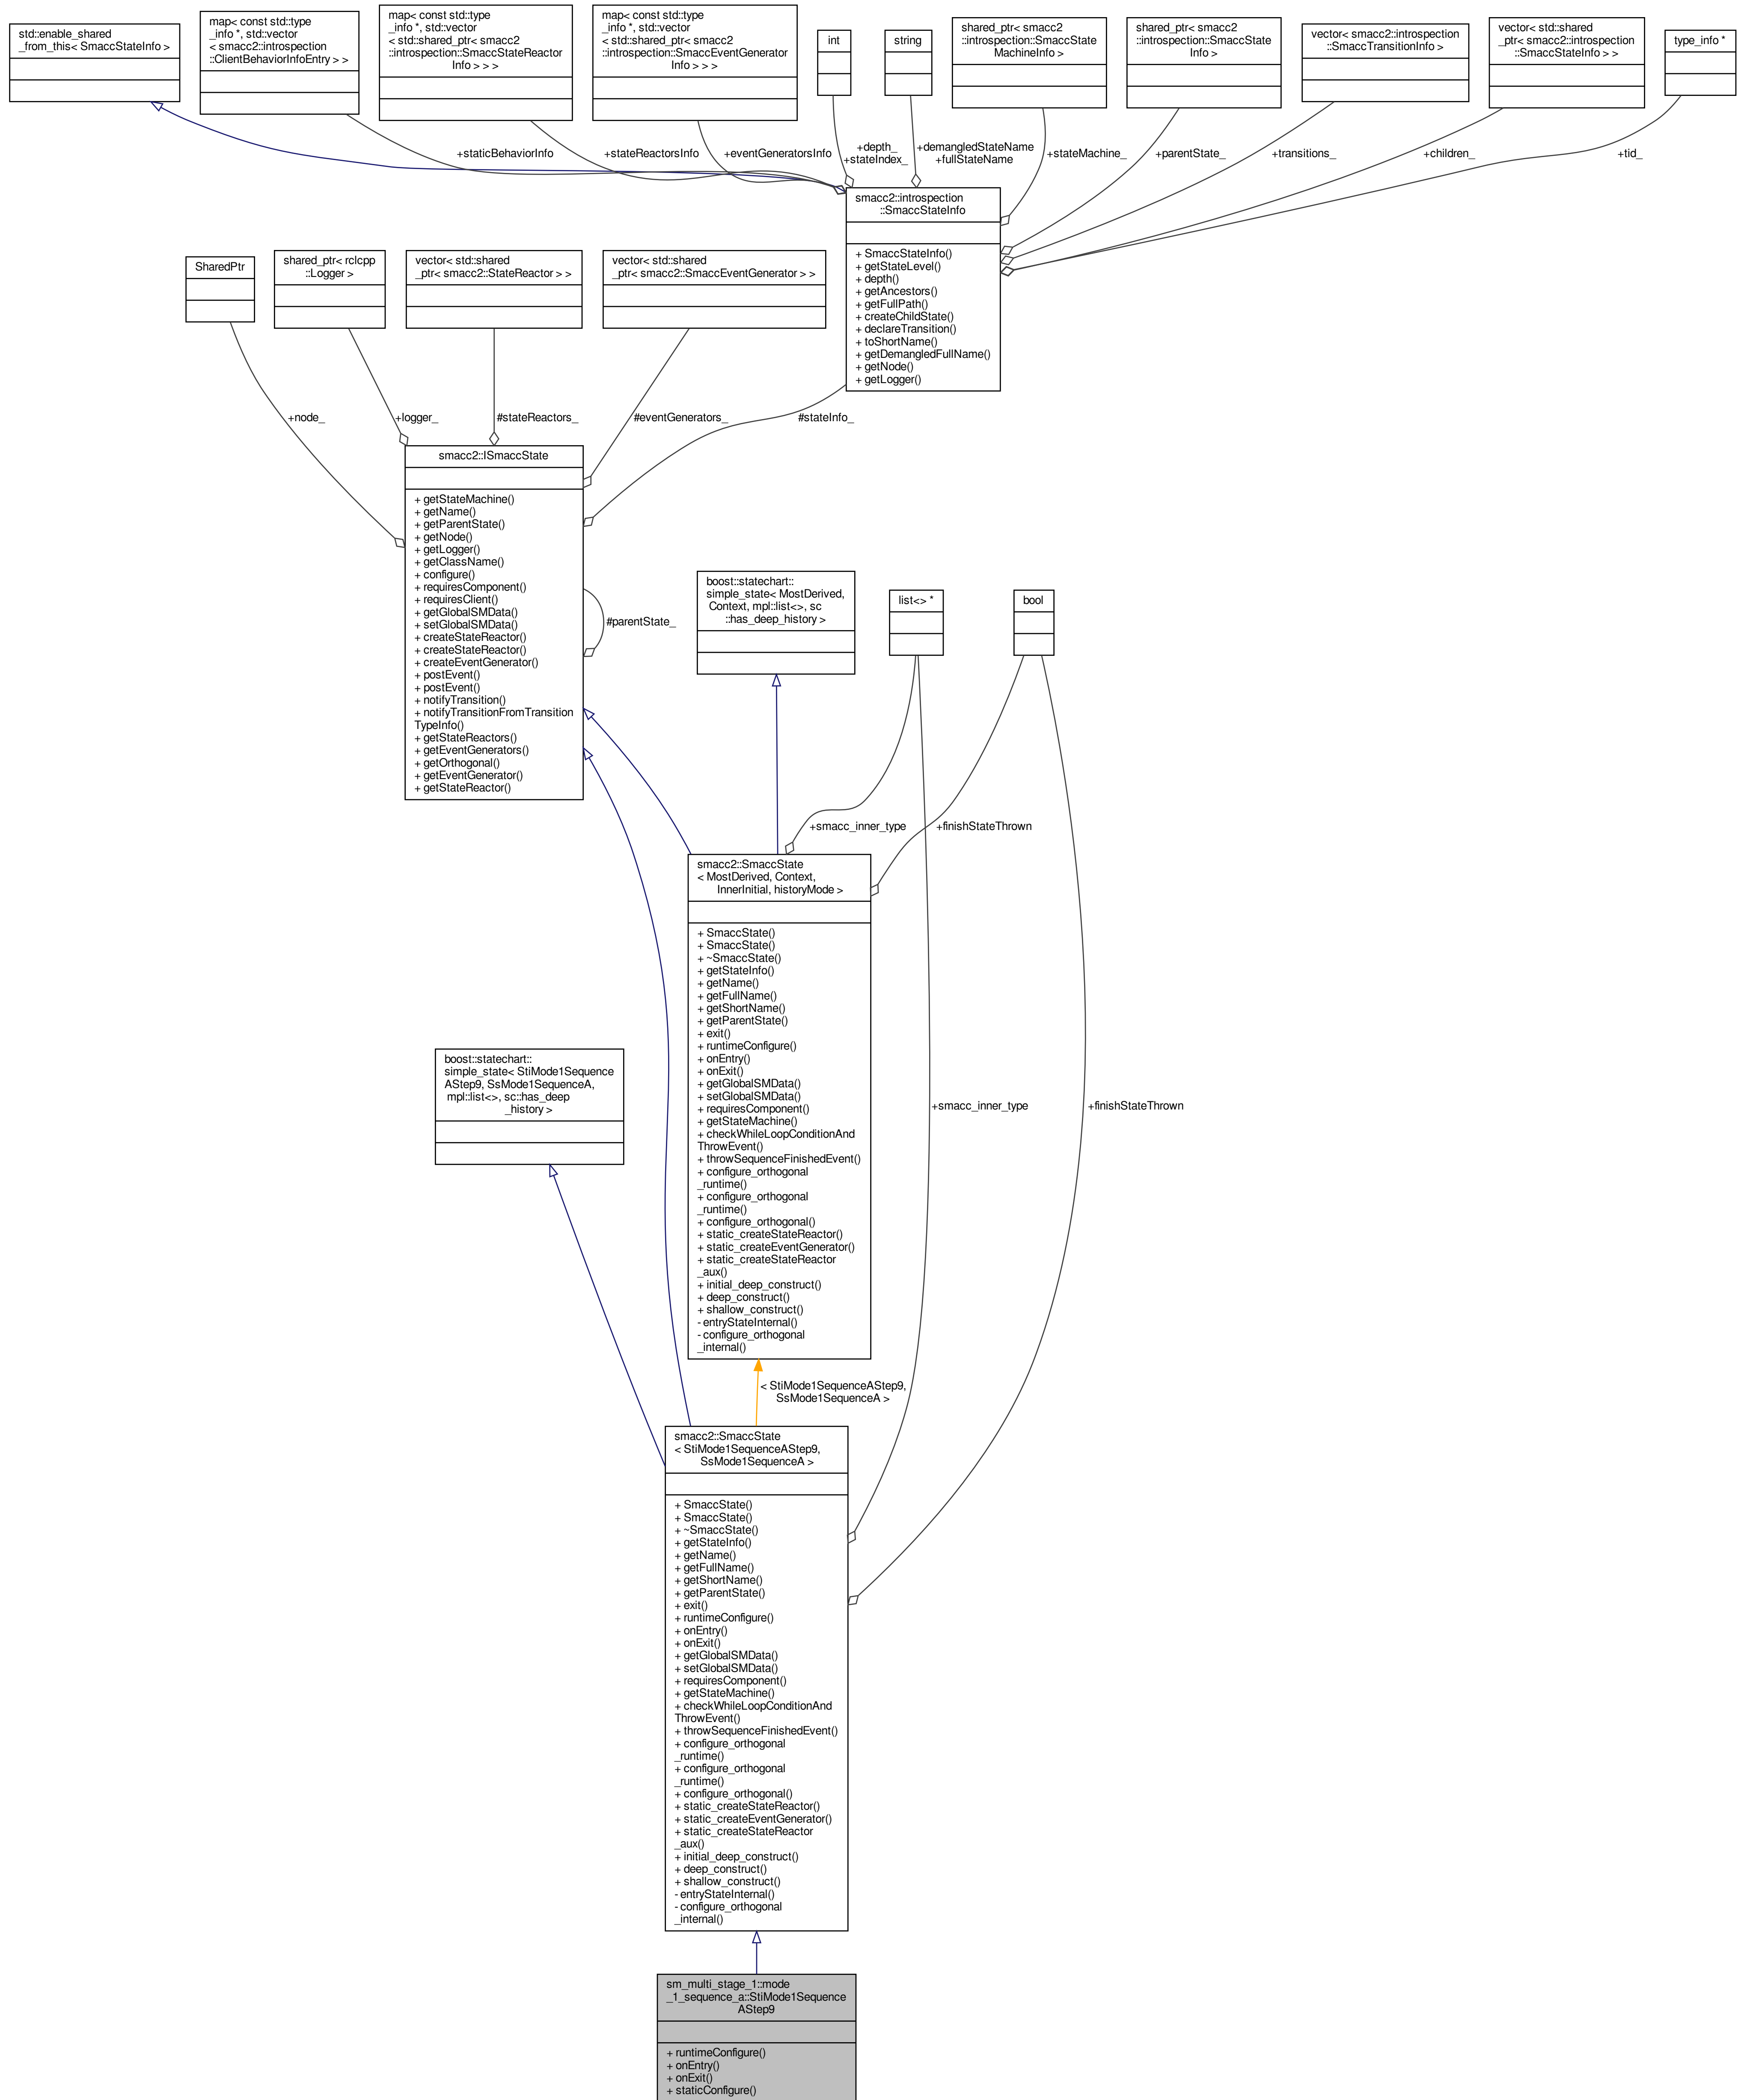 std::enable_shared
_from_this< SmaccStateInfo >
map< const std::type
_info *, std::vector
< smacc2::introspection
::ClientBehaviorInfoEntry > >
map< const std::type
_info *, std::vector
< std::shared_ptr< smacc2
::introspection::SmaccStateReactor
Info > > >
map< const std::type
_info *, std::vector
< std::shared_ptr< smacc2
::introspection::SmaccEventGenerator
Info > > >
int
string
shared_ptr< smacc2
::introspection::SmaccState
MachineInfo >
shared_ptr< smacc2
::introspection::SmaccState
Info >
vector< smacc2::introspection
::SmaccTransitionInfo >
vector< std::shared
_ptr< smacc2::introspection
::SmaccStateInfo > >
type_info *
+staticBehaviorInfo
+stateReactorsInfo
+eventGeneratorsInfo
+depth_
+stateIndex_
+demangledStateName
+fullStateName
+stateMachine_
+parentState_
+transitions_
+children_
+tid_
smacc2::introspection
::SmaccStateInfo
+ SmaccStateInfo()
+ getStateLevel()
+ depth()
+ getAncestors()
+ getFullPath()
+ createChildState()
+ declareTransition()
+ toShortName()
+ getDemangledFullName()
+ getNode()
+ getLogger()
SharedPtr
shared_ptr< rclcpp
::Logger >
vector< std::shared
_ptr< smacc2::StateReactor > >
vector< std::shared
_ptr< smacc2::SmaccEventGenerator > >
+node_
+logger_
#stateReactors_
#eventGenerators_
#stateInfo_
smacc2::ISmaccState
+ getStateMachine()
+ getName()
+ getParentState()
+ getNode()
+ getLogger()
+ getClassName()
+ configure()
+ requiresComponent()
+ requiresClient()
+ getGlobalSMData()
+ setGlobalSMData()
+ createStateReactor()
+ createStateReactor()
+ createEventGenerator()
+ postEvent()
+ postEvent()
+ notifyTransition()
+ notifyTransitionFromTransition
TypeInfo()
+ getStateReactors()
+ getEventGenerators()
+ getOrthogonal()
+ getEventGenerator()
+ getStateReactor()
#parentState_
boost::statechart::
simple_state< MostDerived,
Context, mpl::list<>, sc
::has_deep_history >
list<> *
bool
+smacc_inner_type
+finishStateThrown
smacc2::SmaccState
< MostDerived, Context,
InnerInitial, historyMode >
+ SmaccState()
+ SmaccState()
+ ~SmaccState()
+ getStateInfo()
+ getName()
+ getFullName()
+ getShortName()
+ getParentState()
+ exit()
+ runtimeConfigure()
+ onEntry()
+ onExit()
+ getGlobalSMData()
+ setGlobalSMData()
+ requiresComponent()
+ getStateMachine()
+ checkWhileLoopConditionAnd
ThrowEvent()
+ throwSequenceFinishedEvent()
+ configure_orthogonal
_runtime()
+ configure_orthogonal
_runtime()
+ configure_orthogonal()
+ static_createStateReactor()
+ static_createEventGenerator()
+ static_createStateReactor
_aux()
+ initial_deep_construct()
+ deep_construct()
+ shallow_construct()
- entryStateInternal()
- configure_orthogonal
_internal()
boost::statechart::
simple_state< StiMode1Sequence
AStep9, SsMode1SequenceA,
mpl::list<>, sc::has_deep
_history >
+smacc_inner_type
+finishStateThrown
< StiMode1SequenceAStep9,
SsMode1SequenceA >
smacc2::SmaccState
< StiMode1SequenceAStep9,
SsMode1SequenceA >
+ SmaccState()
+ SmaccState()
+ ~SmaccState()
+ getStateInfo()
+ getName()
+ getFullName()
+ getShortName()
+ getParentState()
+ exit()
+ runtimeConfigure()
+ onEntry()
+ onExit()
+ getGlobalSMData()
+ setGlobalSMData()
+ requiresComponent()
+ getStateMachine()
+ checkWhileLoopConditionAnd
ThrowEvent()
+ throwSequenceFinishedEvent()
+ configure_orthogonal
_runtime()
+ configure_orthogonal
_runtime()
+ configure_orthogonal()
+ static_createStateReactor()
+ static_createEventGenerator()
+ static_createStateReactor
_aux()
+ initial_deep_construct()
+ deep_construct()
+ shallow_construct()
- entryStateInternal()
- configure_orthogonal
_internal()
sm_multi_stage_1::mode
_1_sequence_a::StiMode1Sequence
AStep9
+ runtimeConfigure()
+ onEntry()
+ onExit()
+ staticConfigure()